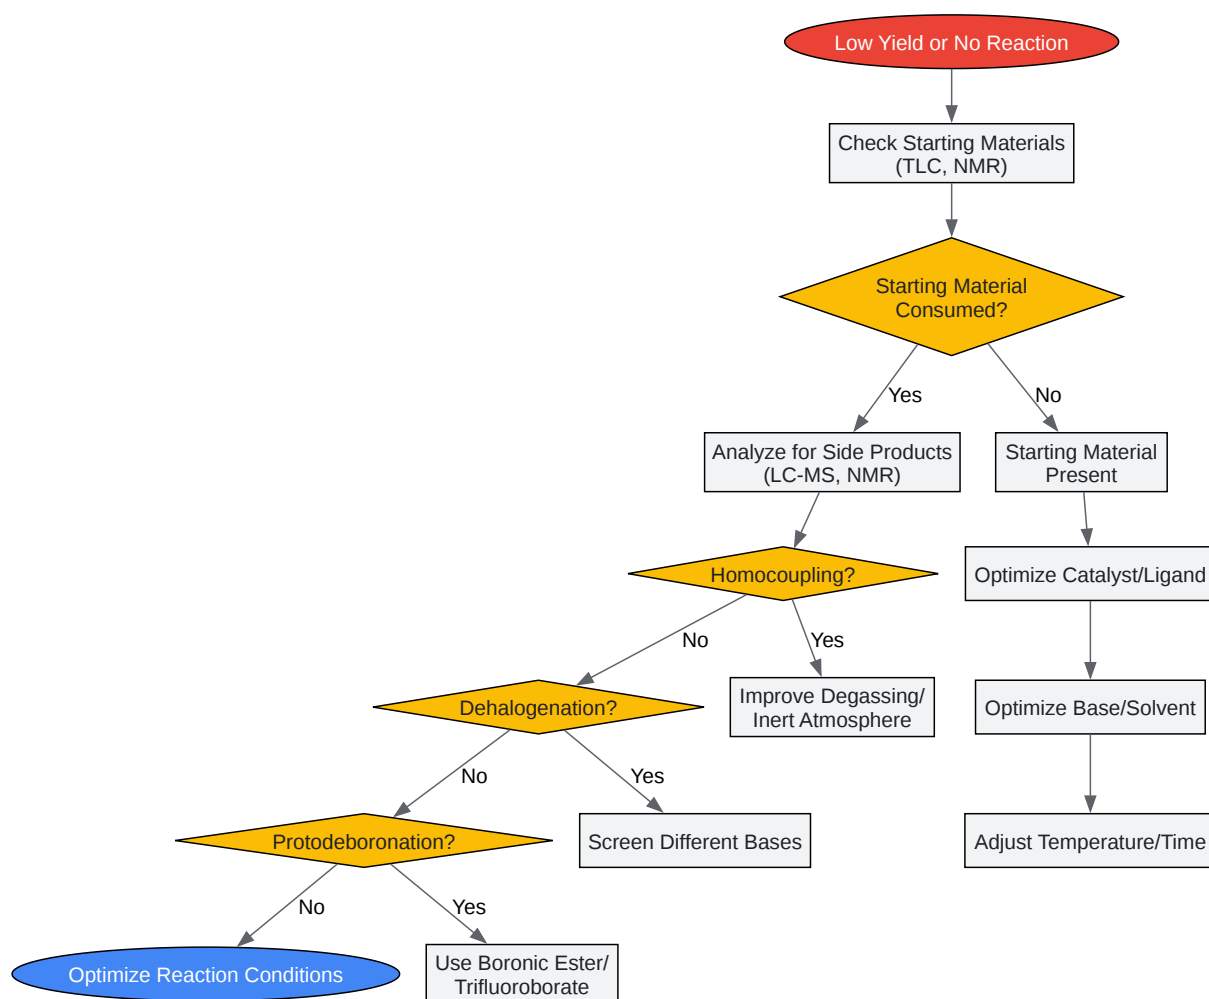 Low Yield or No Reaction
Check Starting Materials
(TLC, NMR)
Starting Material
Consumed?
Yes
No
Analyze for Side Products
(LC-MS, NMR)
Starting Material
Present
Homocoupling?
Optimize Catalyst/Ligand
No
Yes
Dehalogenation?
Improve Degassing/
Inert Atmosphere
Optimize Base/Solvent
No
Yes
Protodeboronation?
Screen Different Bases
Adjust Temperature/Time
No
Yes
Optimize Reaction Conditions
Use Boronic Ester/
Trifluoroborate